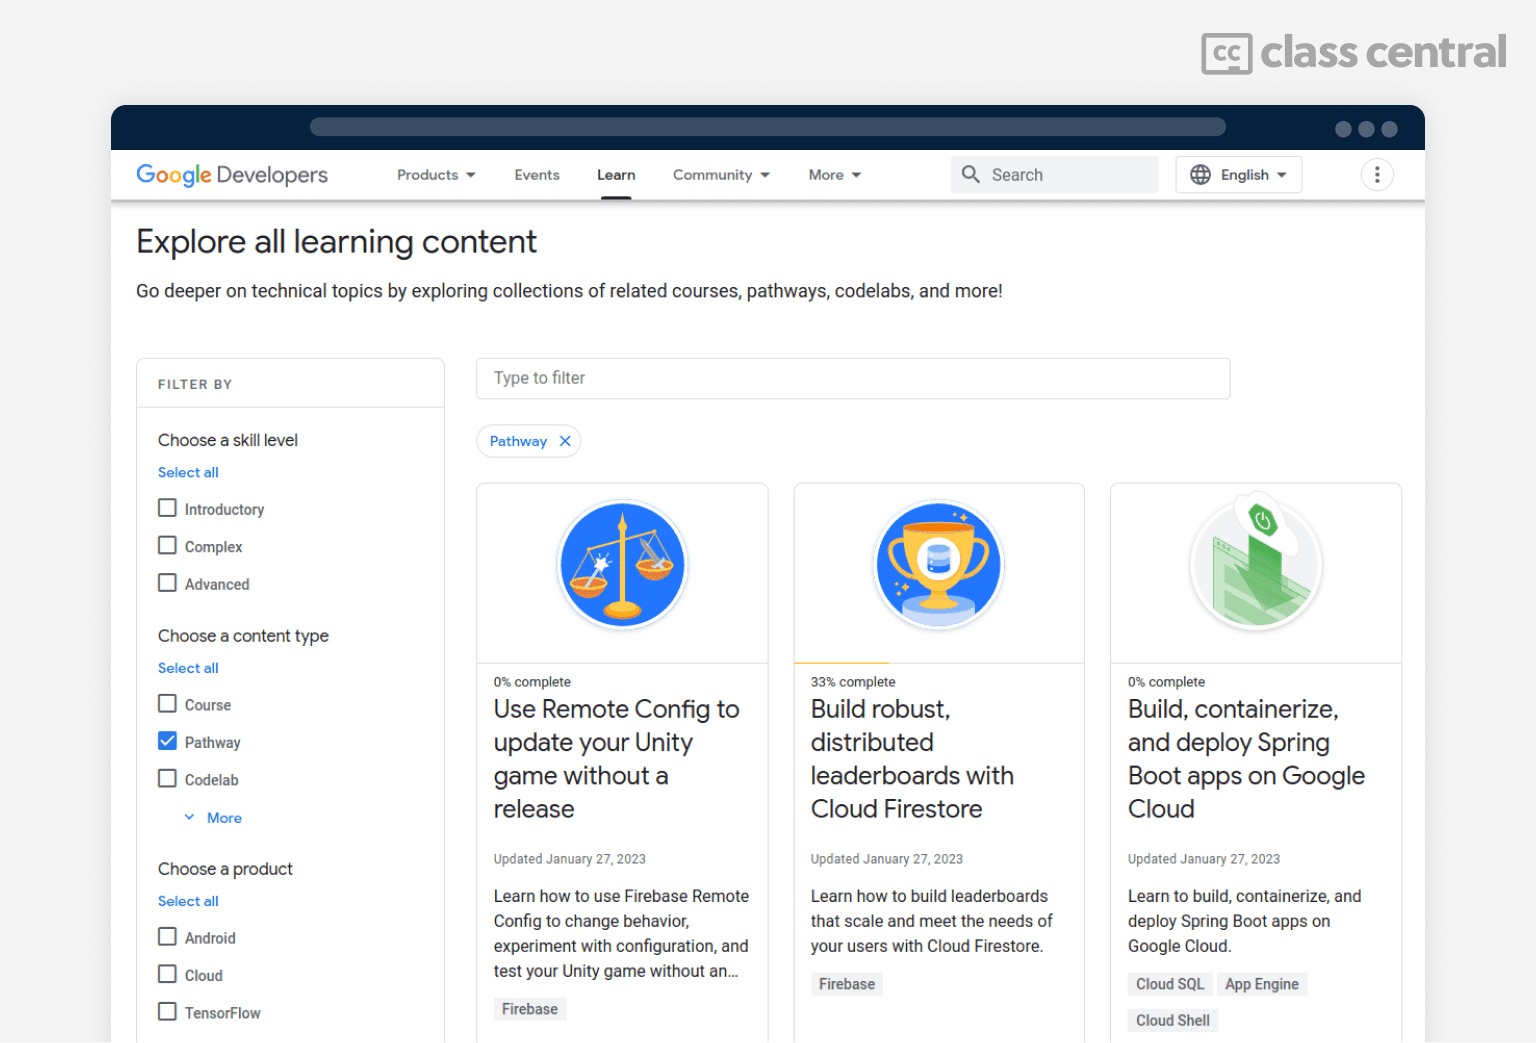 cc class central
Google Developers
Products
Events
Learn
Community
More
Search
English
Explore all learning content
Go deeper on technical topics by exploring collections of related courses, pathways, codelabs, and more!
FILTER BY
Choose a skill level
Select all
Introductory
Complex
Advanced
Choose a content type
Select all
Course
Pathway
Codelab
More
Choose a product
Select all
Android
Cloud
TensorFlow
Type to filter
Pathway
0% complete
Use Remote Config to
update your Unity
game without a
release
Updated January 27, 2023
Learn how to use Firebase Remote
Config to change behavior,
experiment with configuration, and
test your Unity game without an...
Firebase
33% complete
Build robust,
distributed
leaderboards with
Cloud Firestore
Updated January 27, 2023
Learn how to build leaderboards
that scale and meet the needs of
your users with Cloud Firestore.
Firebase
0% complete
Build, containerize,
and deploy Spring
Boot apps on Google
Cloud
Updated January 27, 2023
Learn to build, containerize, and
deploy Spring Boot apps on
Google Cloud.
Cloud SQL
App Engine
Cloud Shell